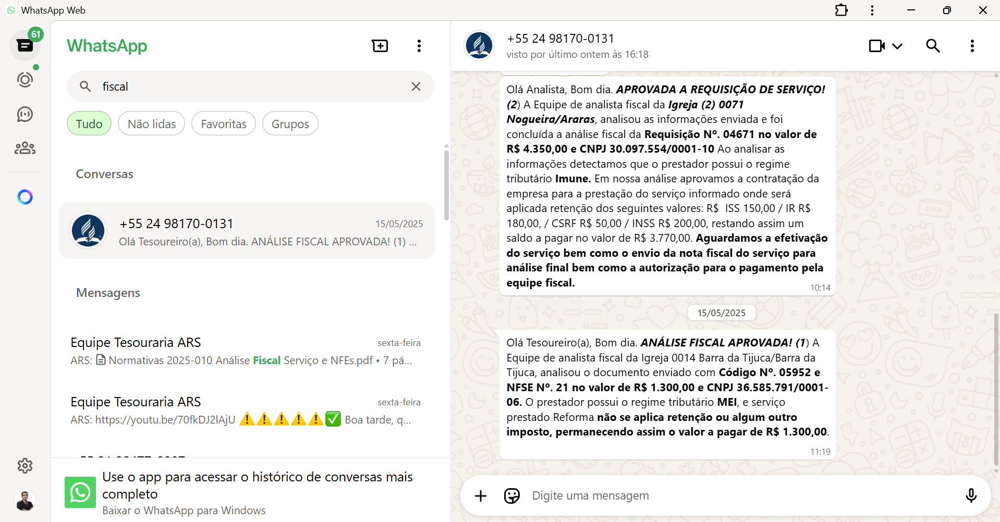 WhatsApp Web
61
WhatsApp
fiscal
Tudo
Não lidas
Favoritas
Grupos
Conversas
+55 24 98170-0131
15/05/2025
Olá Tesoureiro(a), Bom dia. ANÁLISE FISCAL APROVADA! (1) ...
Mensagens
Equipe Tesouraria ARS
sexta-feira
ARS: Normativas 2025-010 Análise Fiscal Serviço e NFEs.pdf • 7 pá...
Equipe Tesouraria ARS
sexta-feira
ARS: https://youtu.be/70fkDJ2lAjU ⚠️⚠️⚠️⚠️⚠️✅ Boa tarde, q...
Use o app para acessar o histórico de conversas mais
completo
Baixar o WhatsApp para Windows
+55 24 98170-0131
visto por último ontem às 16:18
Olá Analista, Bom dia. APROVADA A REQUISIÇÃO DE SERVIÇO!
(2) A Equipe de analista fiscal da Igreja (2) 0071
Nogueira/Araras, analisou as informações enviada e foi
concluída a análise fiscal da Requisição Nº. 04671 no valor de
R$ 4.350,00 e CNPJ 30.097.554/0001-10 Ao analisar as
informações detectamos que o prestador possui o regime
tributário Imune. Em nossa análise aprovamos a contratação da
empresa para a prestação do serviço informado onde será
aplicada retenção dos seguintes valores: R$  ISS 150,00 / IR R$
180,00, / CSRF R$ 50,00 / INSS R$ 200,00, restando assim um
saldo a pagar no valor de R$ 3.770,00. Aguardamos a efetivação
do serviço bem como o envio da nota fiscal do serviço para
análise final bem como a autorização para o pagamento pela
equipe fiscal.
10:14
15/05/2025
Olá Tesoureiro(a), Bom dia. ANÁLISE FISCAL APROVADA! (1) A
Equipe de analista fiscal da Igreja 0014 Barra da Tijuca/Barra da
Tijuca, analisou o documento enviado com Código Nº. 05952 e
NFSE Nº. 21 no valor de R$ 1.300,00 e CNPJ 36.585.791/0001-
06. O prestador possui o regime tributário MEI, e serviço
prestado Reforma não se aplica retenção ou algum outro
imposto, permanecendo assim o valor a pagar de R$ 1.300,00.
11:19
Digite uma mensagem